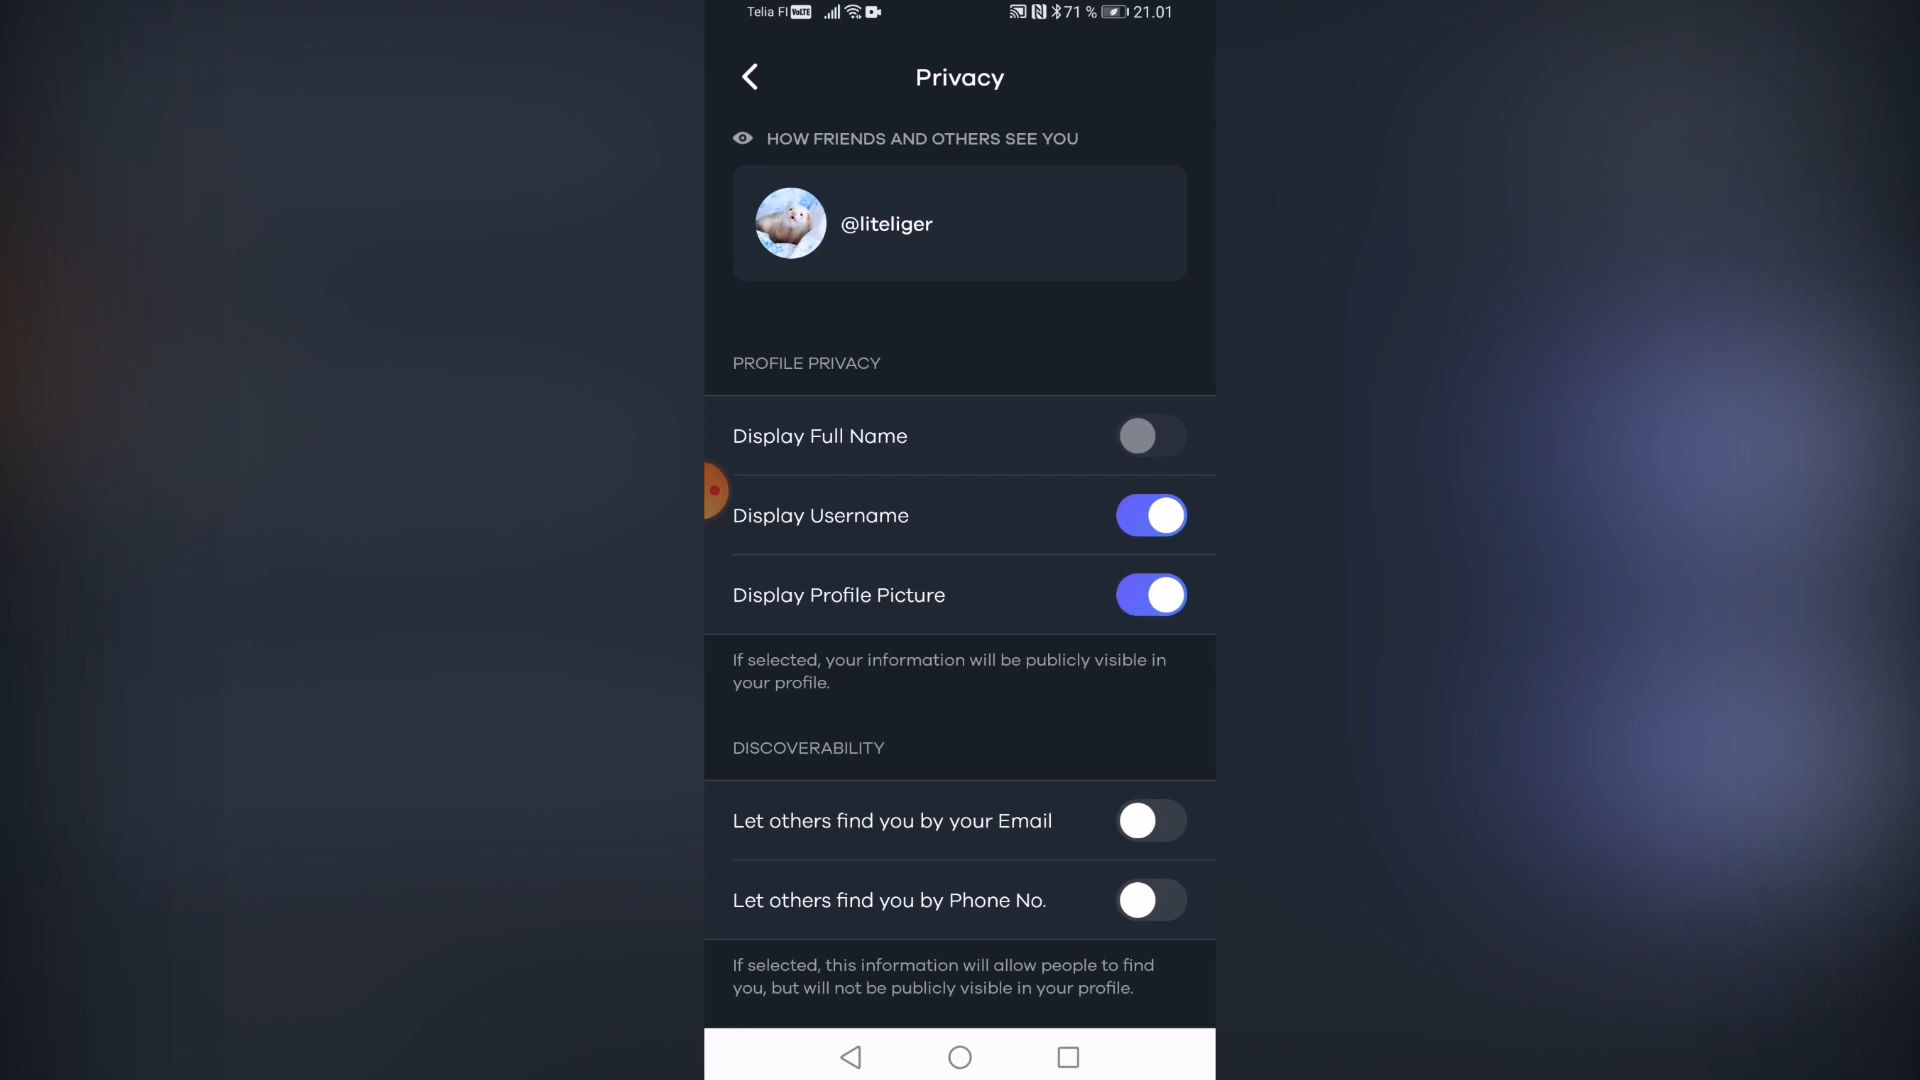 Telia FI VoLTE 71 % 21.01
Privacy
HOW FRIENDS AND OTHERS SEE YOU
@liteliger
PROFILE PRIVACY
Display Full Name
Display Username
Display Profile Picture
If selected, your information will be publicly visible in
your profile.
DISCOVERABILITY
Let others find you by your Email
Let others find you by Phone No.
If selected, this information will allow people to find
you, but will not be publicly visible in your profile.